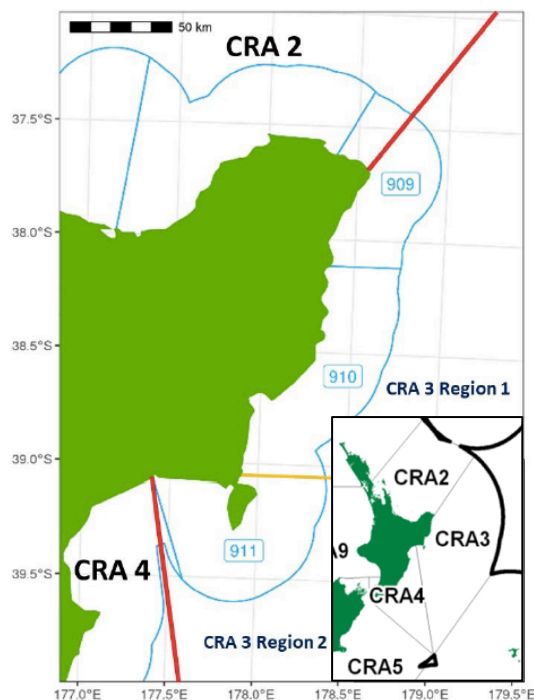 50 km
CRA 2
37.5°S
909
38.0°S
38.5°S
910
CRA 3 Region 1
39.0°S
CRA2
911
CRA3
A9
39.5°S
CRA 4
CRA4
CRA 3 Region 2
CRA5
177.0°E
177.5°E
178.0°E
178.5°E
179.0°E
179.5°E